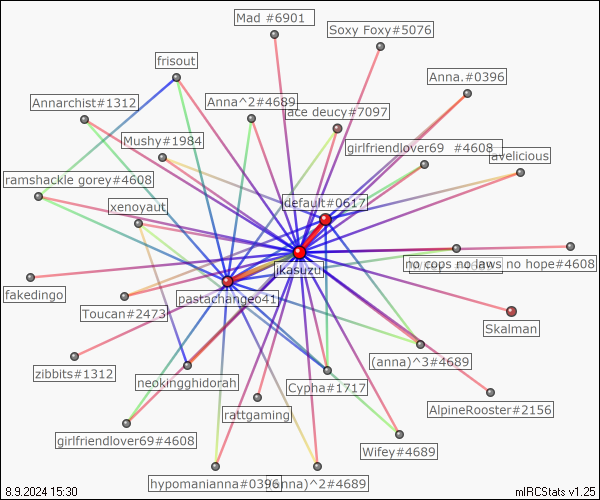 Mad #6901
Soxy Foxy#5076
frisout
Anna.#0396
Annarchist#1312
Anna^2#4689
ace deucy#7097
Mushy#1984
girlfriendlover69 #4608
avelicious
ramshackle gorey#4608
default#0617
xenoyaut
no cops no laws no hope#4608
jikasuzu
fakedingo
pastachangeo41
Toucan#2473
Skalman
(anna)^3#4689
zibbits#1312
neokingghidorah
Cypha#1717
AlpineRooster#2156
rattgaming
girlfriendlover69#4608
Wifey#4689
hypomanianna#0396
(anna)^2#4689
8.9.2024 15:30
mIRCStats v1.25